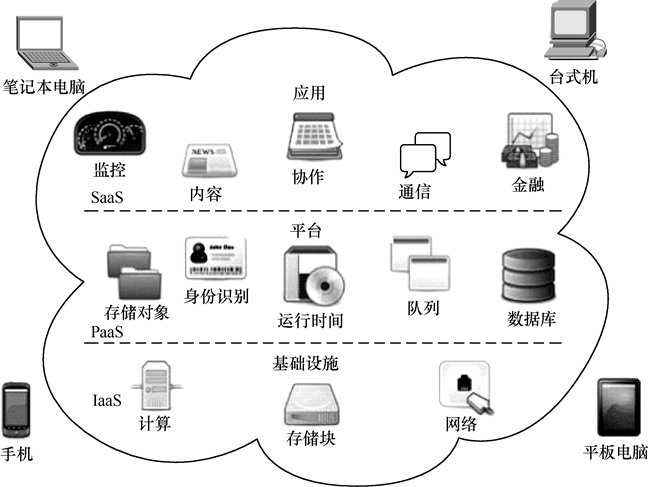 笔记本电脑
台式机
应用
监控
内容
NEWS
协作
通信
金融
SaaS
平台
存储对象
John Doe
身份识别
运行时间
队列
数据库
PaaS
基础设施
IaaS
计算
存储块
网络
手机
平板电脑